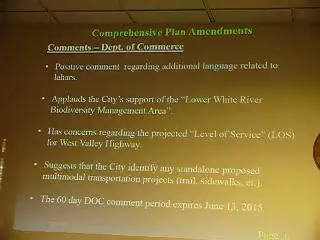 Comprehensive Plan Amendments
Comments – Dept. of Commerce
• Positive comment regarding additional language related to
lahars.
• Applauds the City's support of the "Lower White River
Biodiversity Management Area".
• Has concerns regarding the projected "Level of Service" (LOS)
for West Valley Highway.
• Suggests that the City identify any standalone proposed
multimodal transportation projects (trail, sidewalks, et.).
• The 60 day DOC comment period expires June 13, 2015
Page